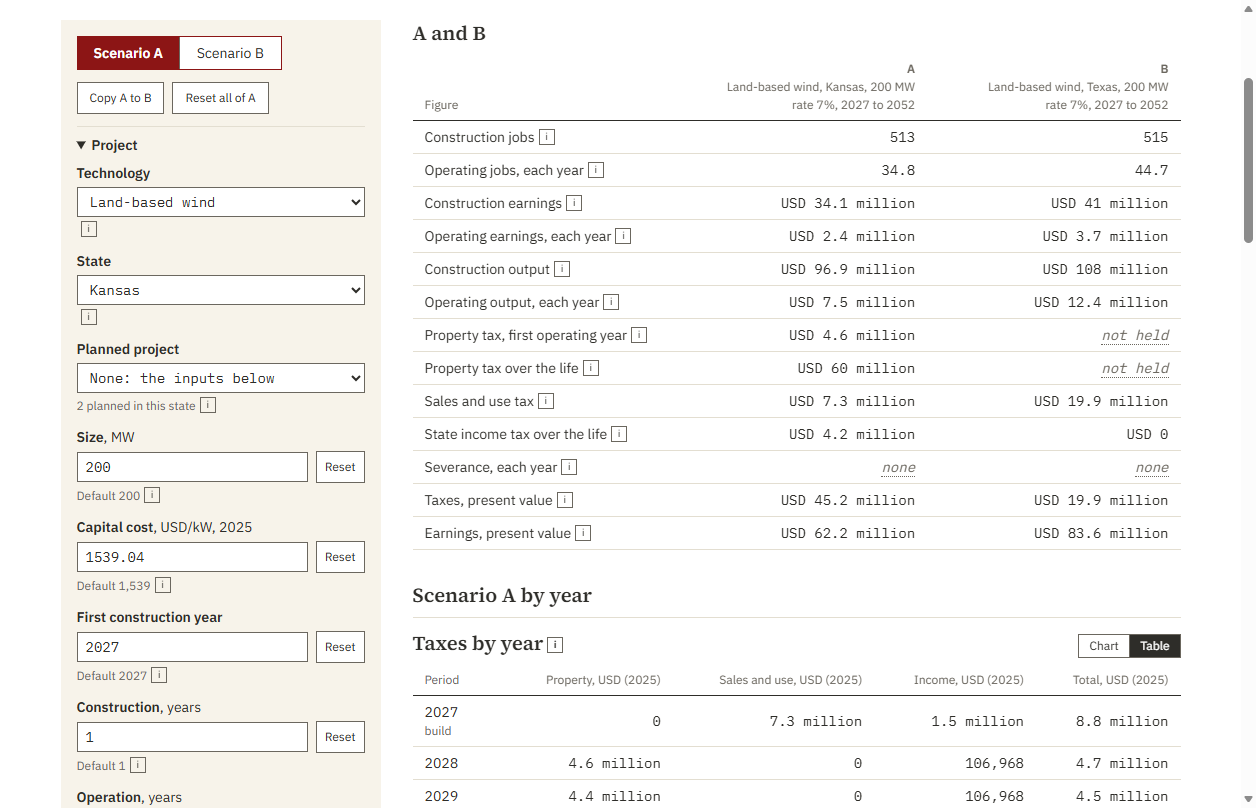 Scenario A Scenario B
Copy A to B Reset all of A
▼ Project
Technology
Land-based wind
i
State
Kansas
i
Planned project
None: the inputs below
2 planned in this state i
Size, MW
200 Reset
Default 200 i
Capital cost, USD/kW, 2025
1539.04 Reset
Default 1,539 i
First construction year
2027 Reset
Default 2027 i
Construction, years
1 Reset
Default 1 i
Operation, years
A and B
A B
Land-based wind, Kansas, 200 MW Land-based wind, Texas, 200 MW
Figure rate 7%, 2027 to 2052 rate 7%, 2027 to 2052
Construction jobs i 513 515
Operating jobs, each year i 34.8 44.7
Construction earnings i USD 34.1 million USD 41 million
Operating earnings, each year i USD 2.4 million USD 3.7 million
Construction output i USD 96.9 million USD 108 million
Operating output, each year i USD 7.5 million USD 12.4 million
Property tax, first operating year i USD 4.6 million not held
Property tax over the life i USD 60 million not held
Sales and use tax i USD 7.3 million USD 19.9 million
State income tax over the life i USD 4.2 million USD 0
Severance, each year i none none
Taxes, present value i USD 45.2 million USD 19.9 million
Earnings, present value i USD 62.2 million USD 83.6 million
Scenario A by year
Taxes by year i Chart Table
Period Property, USD (2025) Sales and use, USD (2025) Income, USD (2025) Total, USD (2025)
2027 0 7.3 million 1.5 million 8.8 million
build
2028 4.6 million 0 106,968 4.7 million
2029 4.4 million 0 106,968 4.5 million